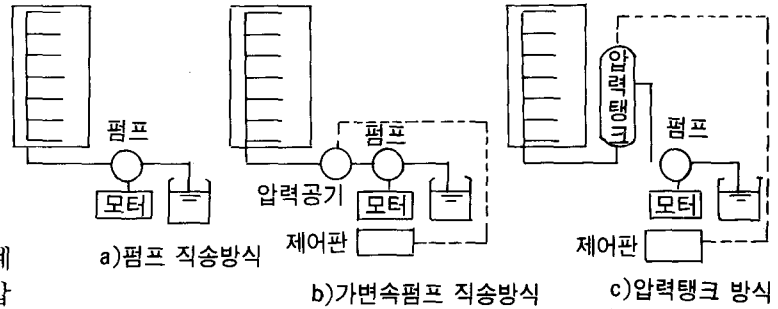 펌프
모터
계
압
a)펌프 직송방식
펌프
압력공기
모터
제어판
b)가변속펌프 직송방식
압력탱크
펌프
모터
제어판
c)압력탱크 방식